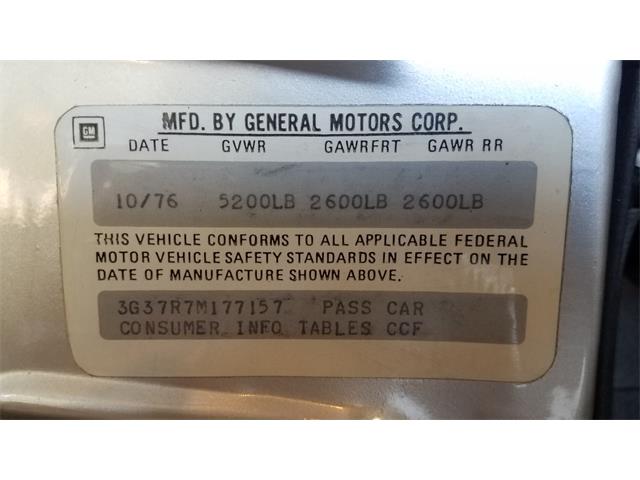 GM
MFD. BY GENERAL MOTORS CORP.
DATE GVWR GAWRFRT GAWR RR
10/76 5200LB 2600LB 2600LB
THIS VEHICLE CONFORMS TO ALL APPLICABLE FEDERAL
MOTOR VEHICLE SAFETY STANDARDS IN EFFECT ON THE
DATE OF MANUFACTURE SHOWN ABOVE.
3G37R7M177157 PASS CAR
CONSUMER INFO TABLES CCF